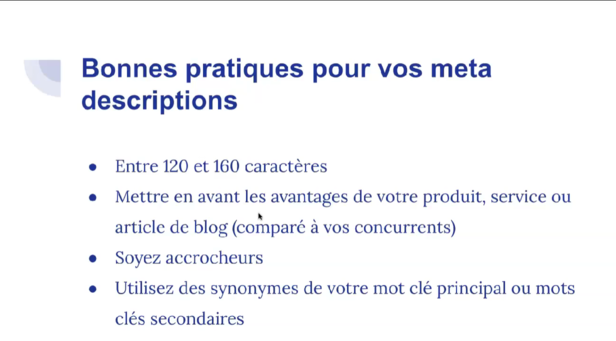 Bonnes pratiques pour vos meta
descriptions
● Entre 120 et 160 caractères
● Mettre en avant les avantages de votre produit, service ou
article de blog (comparé à vos concurrents)
● Soyez accrocheurs
● Utilisez des synonymes de votre mot clé principal ou mots
clés secondaires